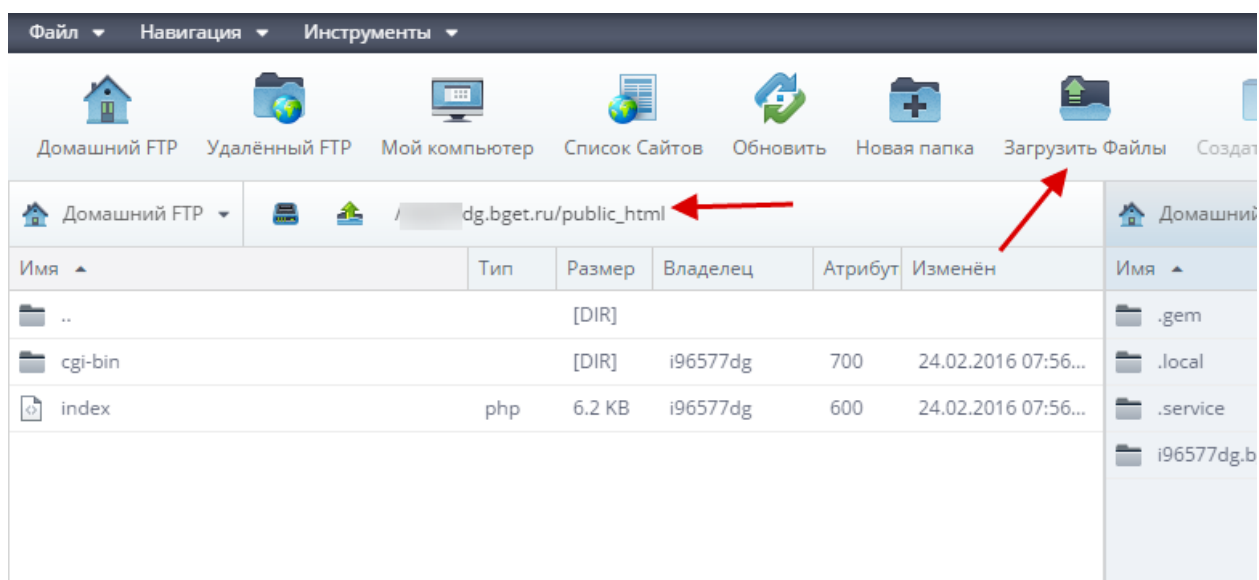 Файл Навигация Инструменты
Домашний FTP Удалённый FTP Мой компьютер Список Сайтов Обновить Новая папка Загрузить Файлы Создат
Домашний FTP / dg.bget.ru/public_html Домашний
Имя Тип Размер Владелец Атрибут Изменён Имя
.. [DIR] .gem
cgi-bin [DIR] i96577dg 700 24.02.2016 07:56... .local
index php 6.2 KB i96577dg 600 24.02.2016 07:56... .service
i96577dg.b